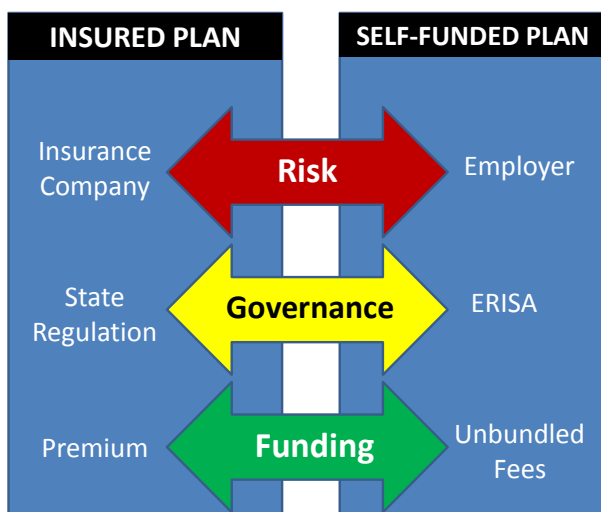 INSURED PLAN
SELF-FUNDED PLAN
Insurance
Company
Risk
Employer
State
Regulation
Governance
ERISA
Premium
Funding
Unbundled
Fees